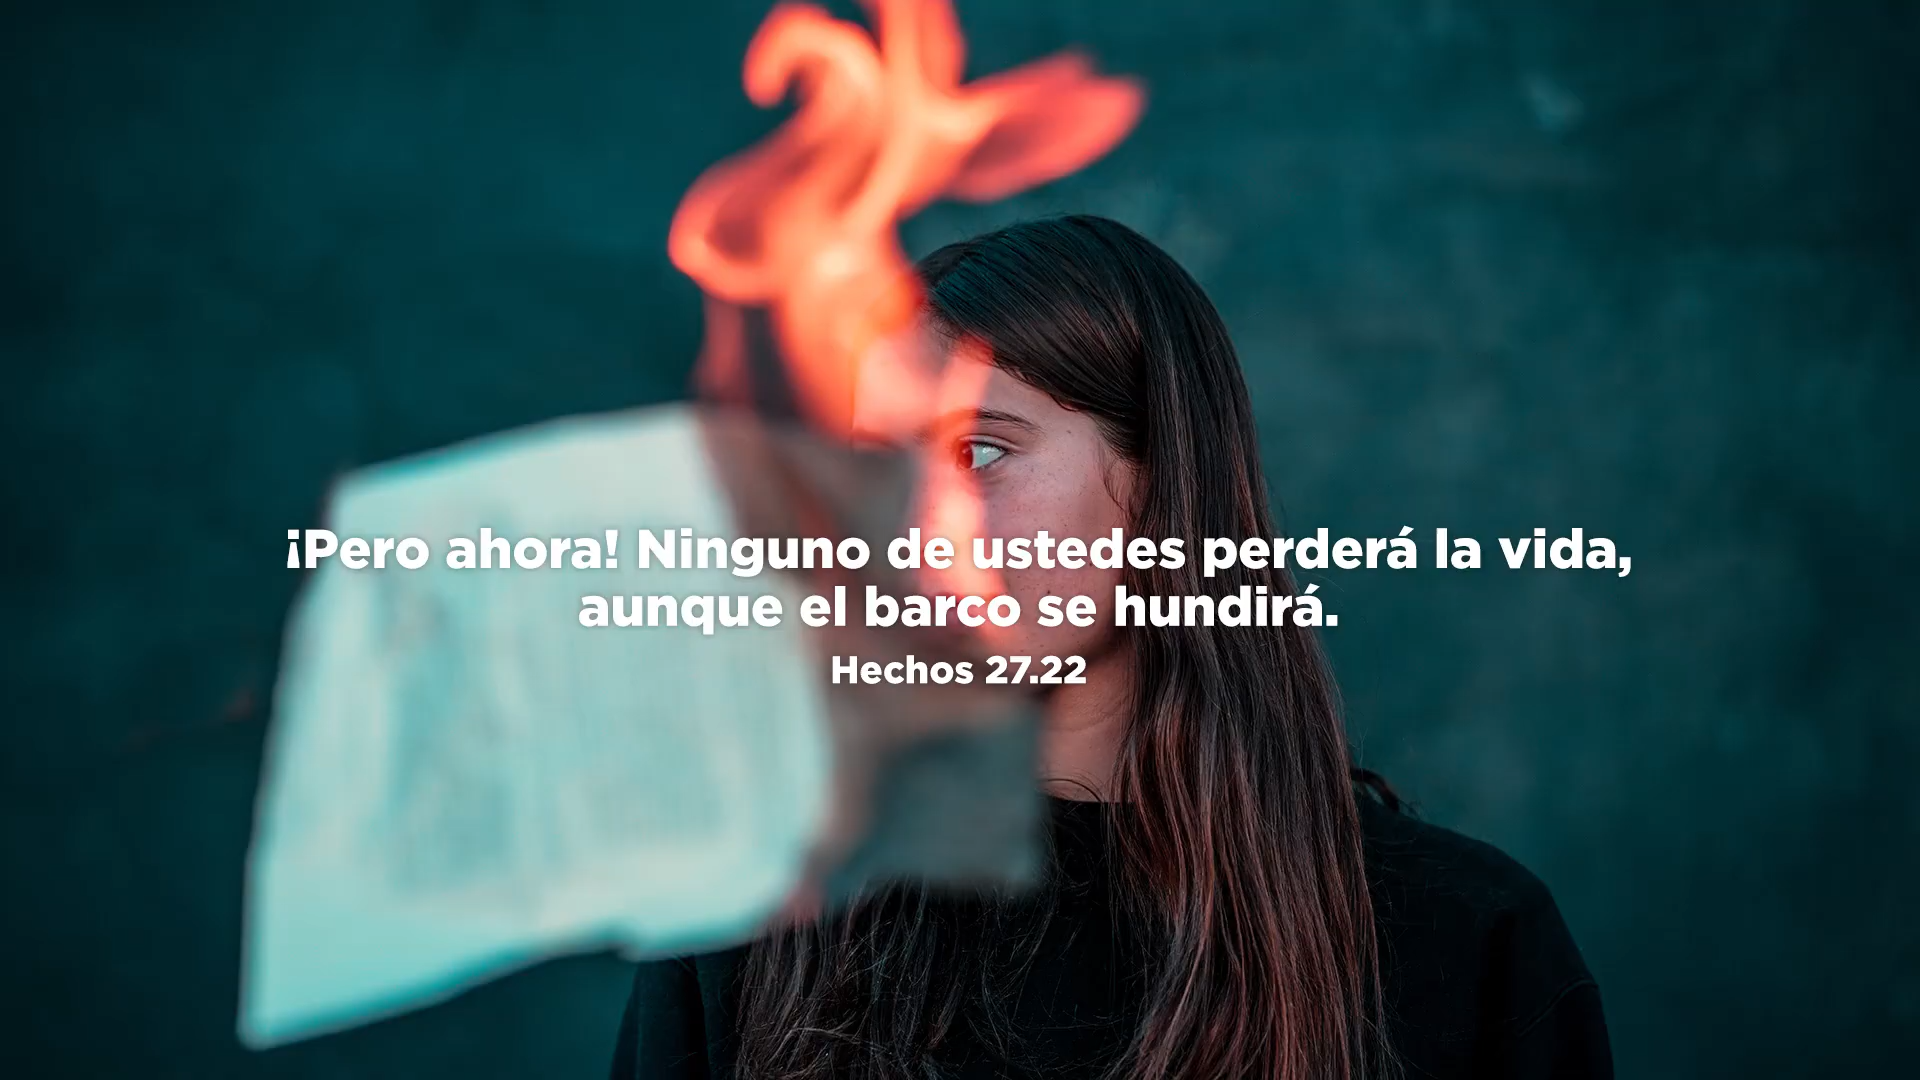 ¡Pero ahora! Ninguno de ustedes perderá la vida,
aunque el barco se hundirá.
Hechos 27.22